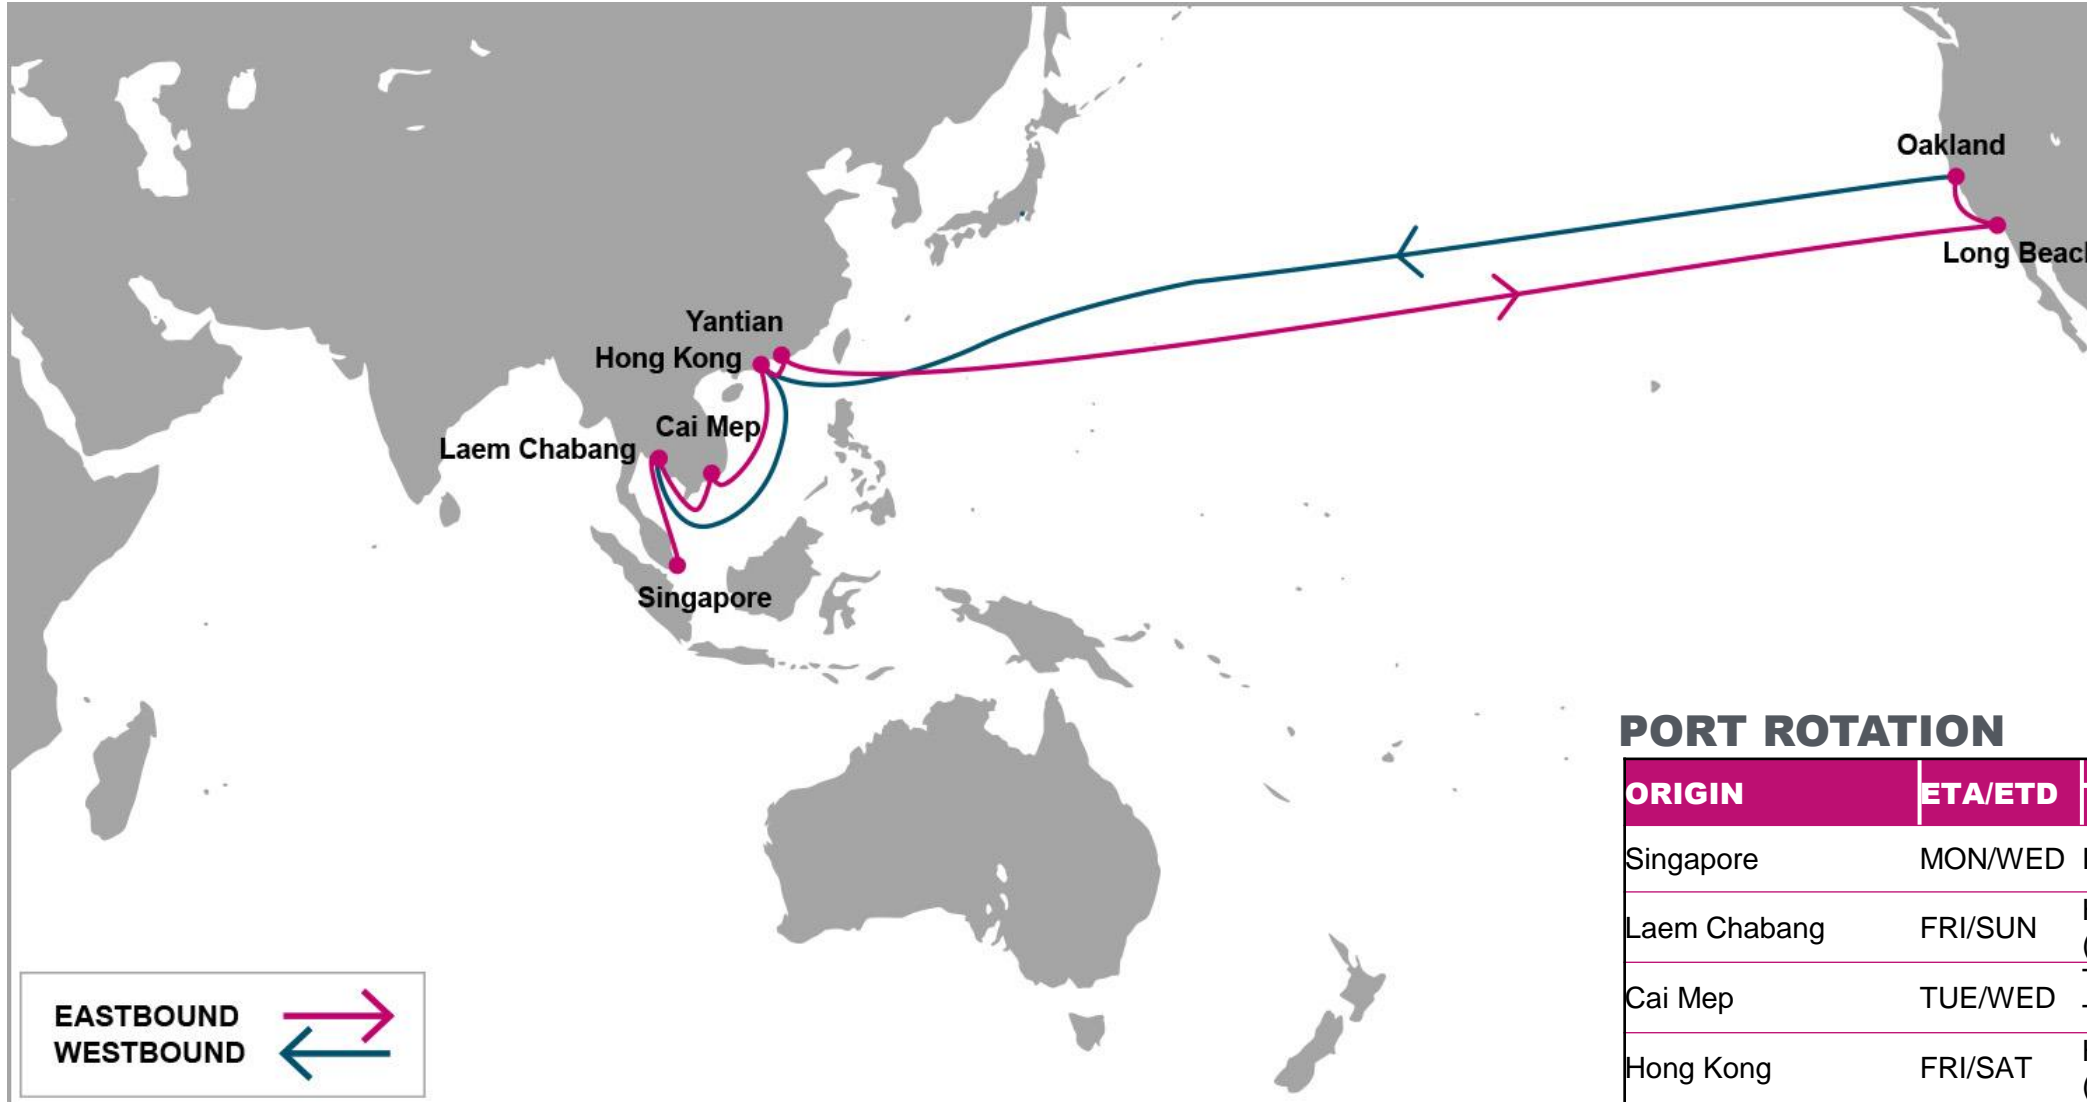 Oakland
Long Beach
Yantian
Hong Kong
Cai Mep
Laem Chabang
Singapore
PORT ROTATION
ORIGIN ETA/ETD
Singapore MON/WED
Laem Chabang FRI/SUN
Cai Mep TUE/WED
Hong Kong FRI/SAT
EASTBOUND
WESTBOUND